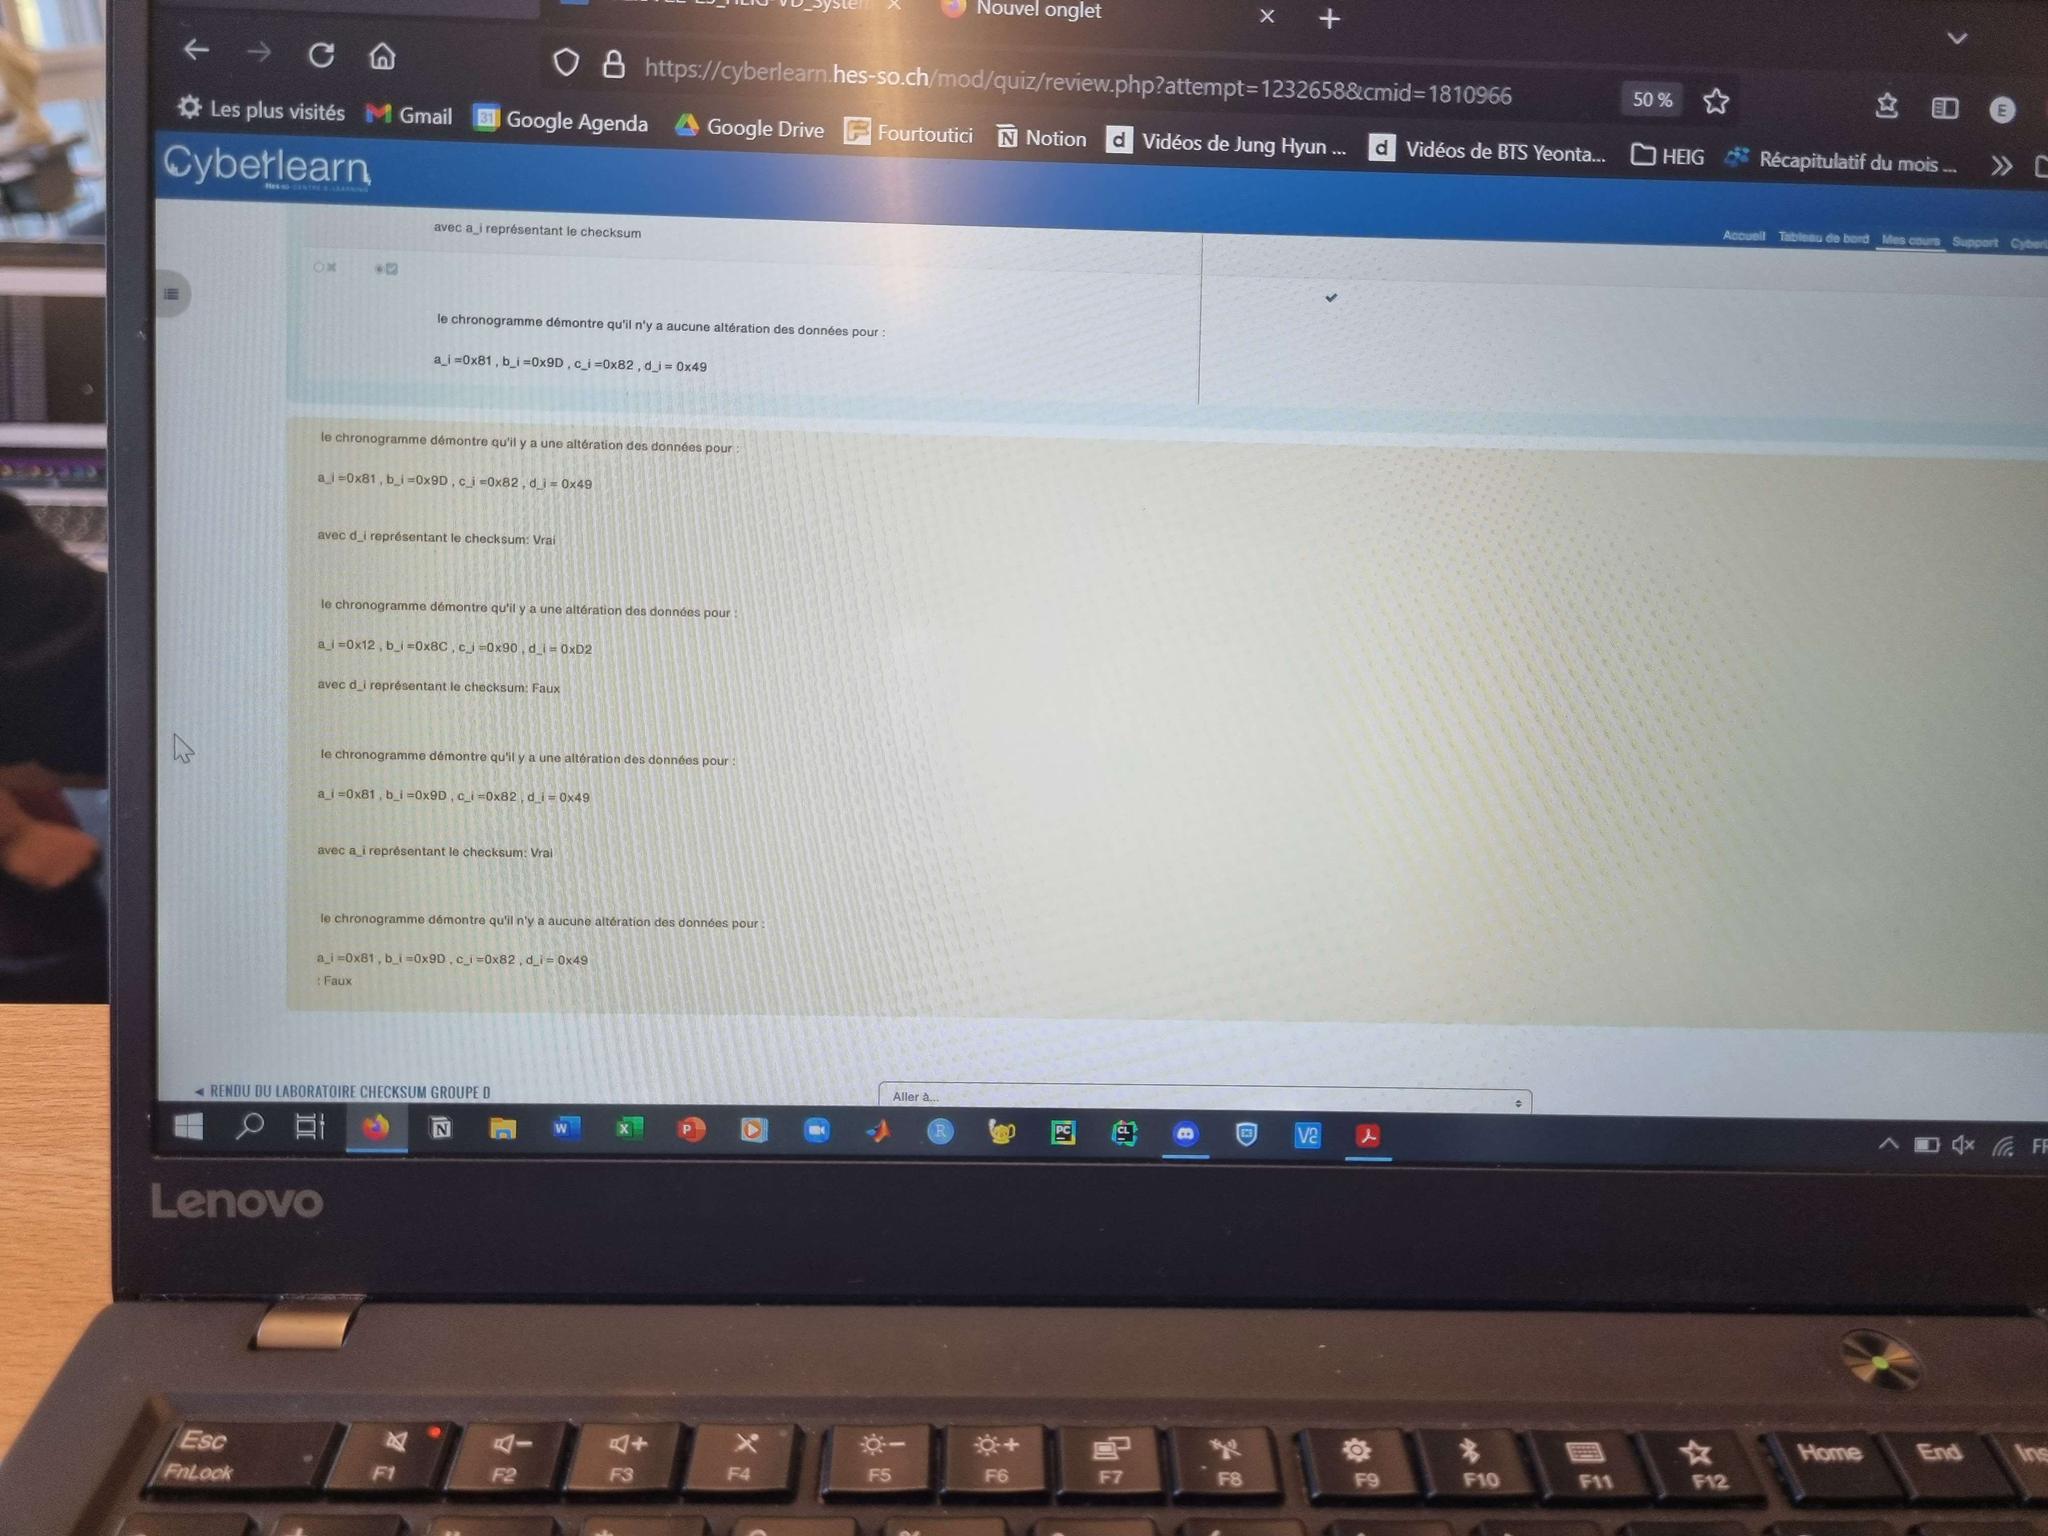 Nouvel onglet
https://cyberlearn.hes-so.ch/mod/quiz/review.php?attempt=1232658&cmid=1810966
50 %
E
Les plus visités
Gmail
31
Google Agenda
Google Drive
Fourtoutici
Notion
d
Vidéos de Jung Hyun ...
d
Vidéos de BTS Yeonta...
HEIG
Récapitulatif du mois ...
Cyberlearn
Accueil
Tableau de bord
Mes cours
Support
avec a_i représentant le checksum
le chronogramme démontre qu'il n'y a aucune altération des données pour :
a_i =0x81 , b_i =0x9D , c_i =0x82 , d_i = 0x49
le chronogramme démontre qu'il y a une altération des données pour :
a_i =0x81 , b_i =0x9D , c_i =0x82 , d_i = 0x49
avec d_i représentant le checksum: Vrai
le chronogramme démontre qu'il y a une altération des données pour :
a_i =0x12 , b_i =0x8C , c_i =0x90 , d_i = 0xD2
avec d_i représentant le checksum: Faux
le chronogramme démontre qu'il y a une altération des données pour :
a_i =0x81 , b_i =0x9D , c_i =0x82 , d_i = 0x49
avec a_i représentant le checksum: Vrai
le chronogramme démontre qu'il n'y a aucune altération des données pour :
a_i =0x81 , b_i =0x9D , c_i =0x82 , d_i = 0x49
: Faux
◄ RENDU DU LABORATOIRE CHECKSUM GROUPE D
Aller à...
N
W
X
P
R
PC
CL
V2
FR
Lenovo
Esc
FnLock
F1
F2
F3
F4
F5
F6
F7
F8
F9
F10
F11
F12
Home
End
Ins